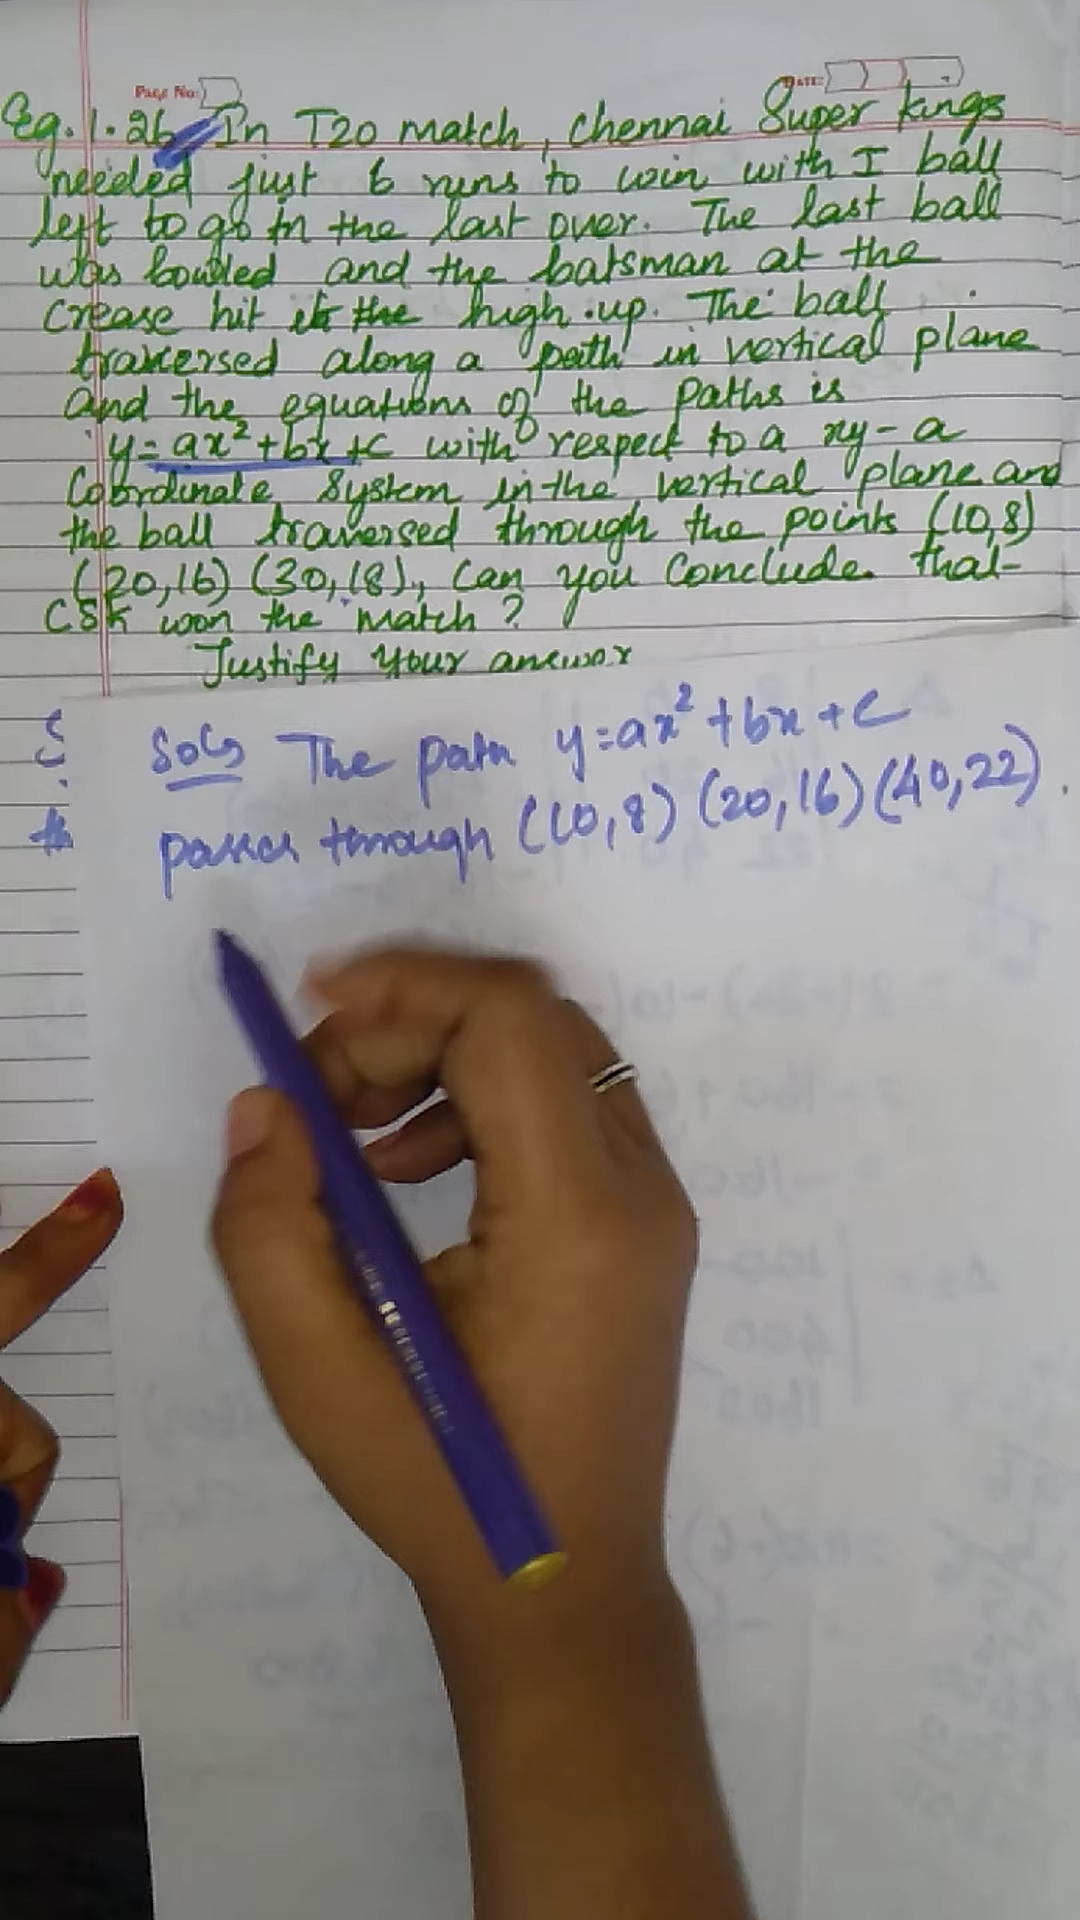 Page No:
DATE:
Eg. 1.26 In T20 match, chennai Super kings
needed just 6 runs to win with I ball
left to go in the last over. The last ball
was bowled and the batsman at the
crease hit it the high up. The ball
traversed along a path in vertical plane
and the equations of the paths is
y=ax²+bx+c with respect to a xy-a
Coordinate System in the vertical plane and
the ball traversed through the points (10,8)
(20,16) (30,18), Can you Conclude that
CSK won the match?
Justify your answer
Soln The path y=ax²+bx+c
passes through (10,8) (20,16) (40,22).